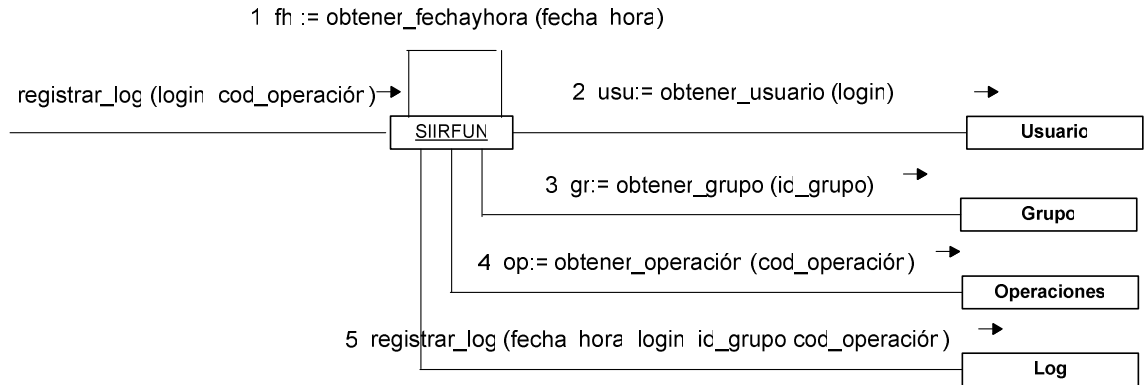 1 fh := obtener_fechayhora (fecha hora)
registrar_log (login cod_operación)
2 usu:= obtener_usuario (login)
SIIRFUN
Usuario
3 gr:= obtener_grupo (id_grupo)
Grupo
4 op:= obtener_operación (cod_operación)
Operaciones
5 registrar_log (fecha hora login id_grupo cod_operación)
Log